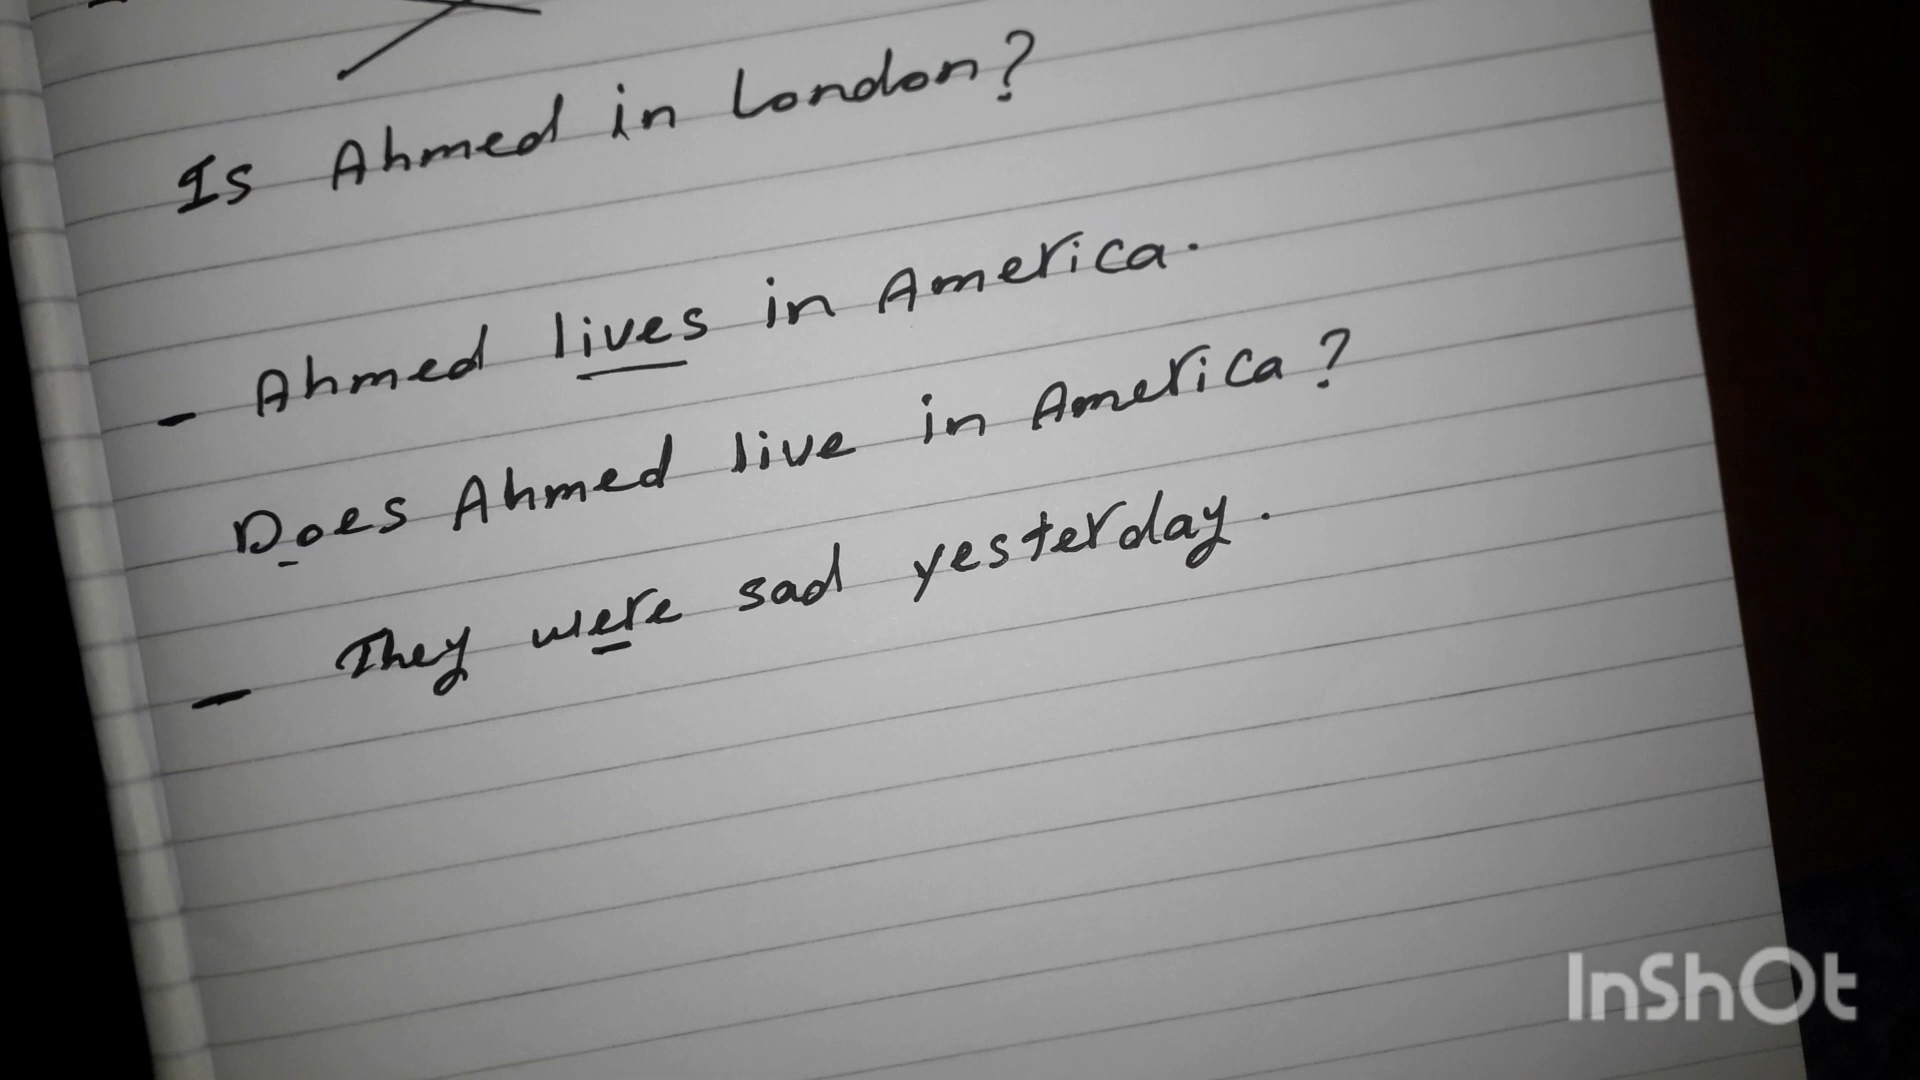 Is Ahmed in London?
- Ahmed lives in America.
Does Ahmed live in America?
- They were sad yesterday.
InShOt